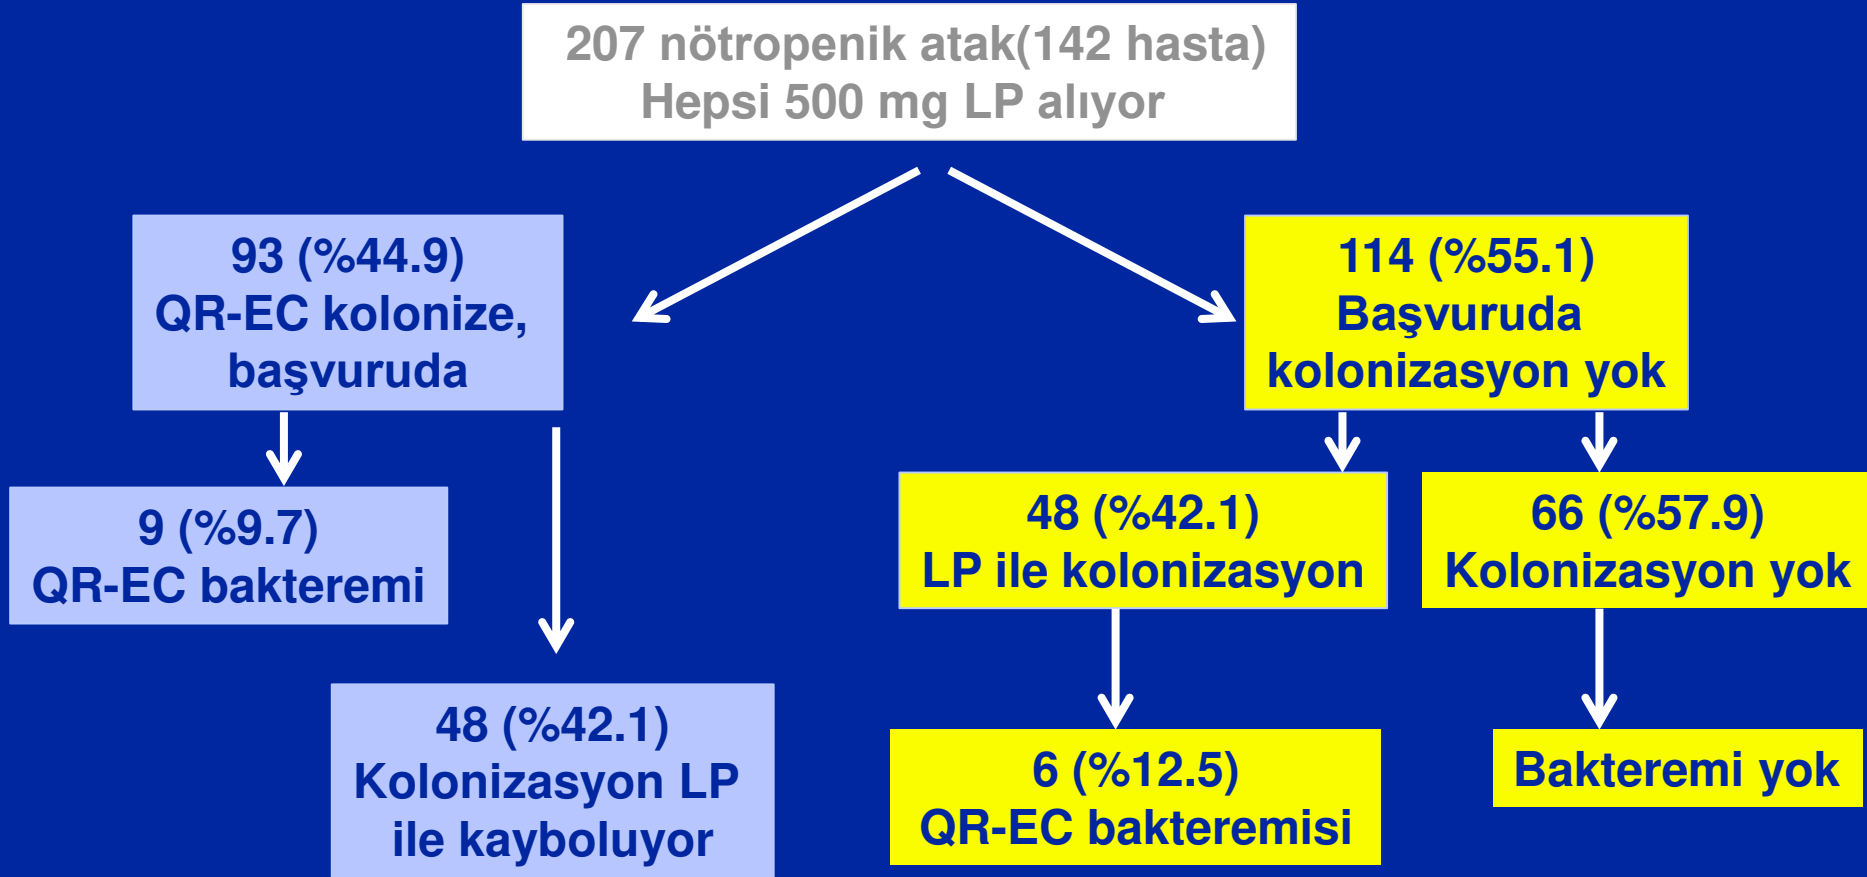 207 nötropenik atak(142 hasta)
Hepsi 500 mg LP alıyor
93 (%44.9)
QR-EC kolonize,
başvuruda
114 (%55.1)
Başvuruda
kolonizasyon yok
9 (%9.7)
QR-EC bakteremi
48 (%42.1)
LP ile kolonizasyon
66 (%57.9)
Kolonizasyon yok
48 (%42.1)
Kolonizasyon LP
ile kayboluyor
6 (%12.5)
QR-EC bakteremisi
Bakteremi yok